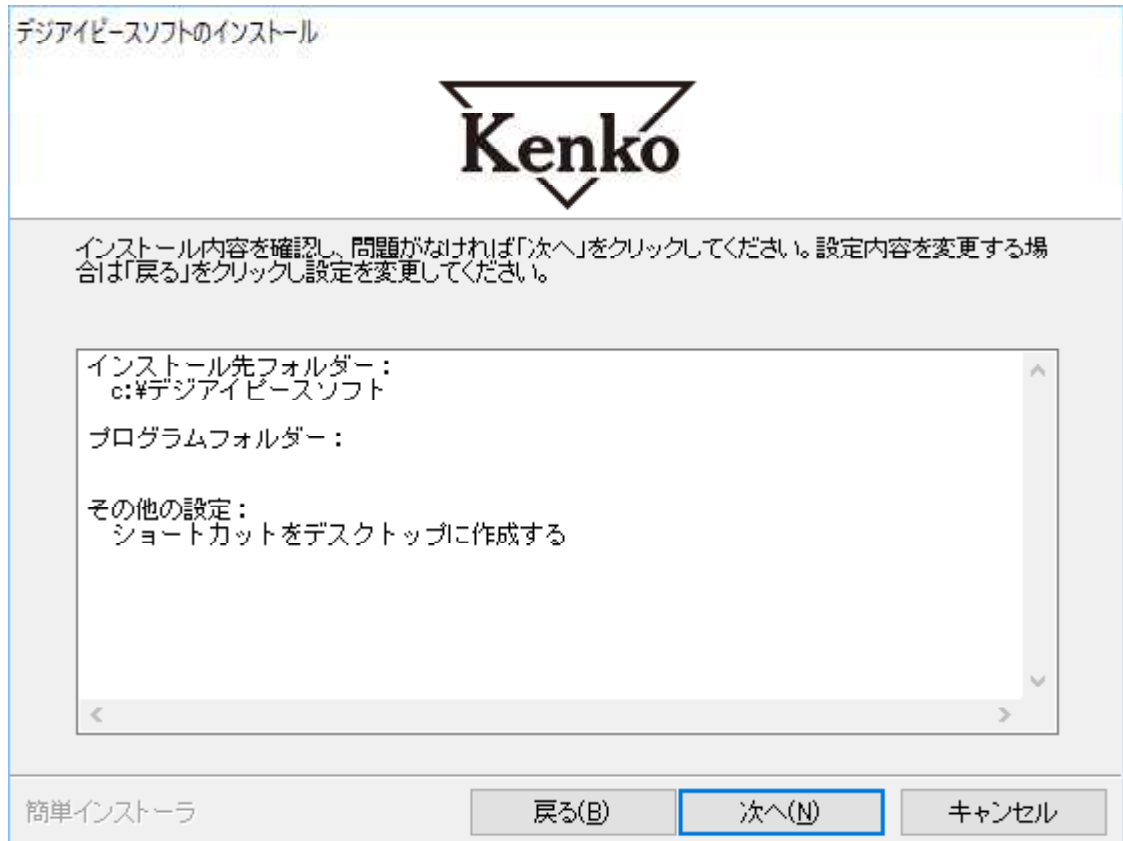 デジアイピースソフトのインストール
Kenko
インストール内容を確認し、問題がなければ「次へ」をクリックしてください。設定内容を変更する場
合は「戻る」をクリックし設定を変更してください。
インストール先フォルダー：
c:¥デジアイピースソフト
プログラムフォルダー：
その他の設定：
ショートカットをデスクトップに作成する
簡単インストーラ
戻る(B)
次へ(N)
キャンセル